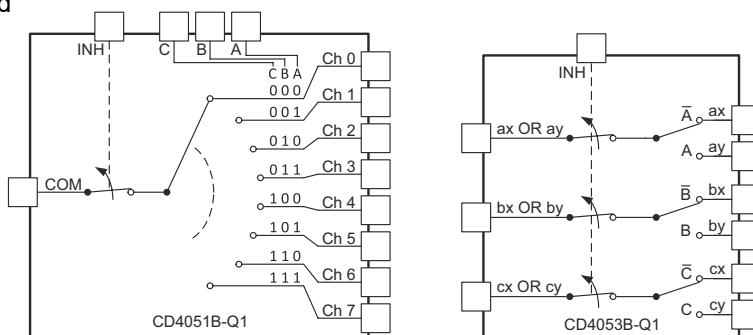 d
INH
C
B
A
C B A
Ch 0
0 0 0
Ch 1
0 0 1
Ch 2
0 1 0
Ch 3
0 1 1
COM
Ch 4
1 0 0
Ch 5
1 0 1
Ch 6
1 1 0
Ch 7
1 1 1
CD4051B-Q1
INH
ax OR ay
A̅ ax
A ay
bx OR by
B̅ bx
B by
cx OR cy
C̅ cx
C cy
CD4053B-Q1